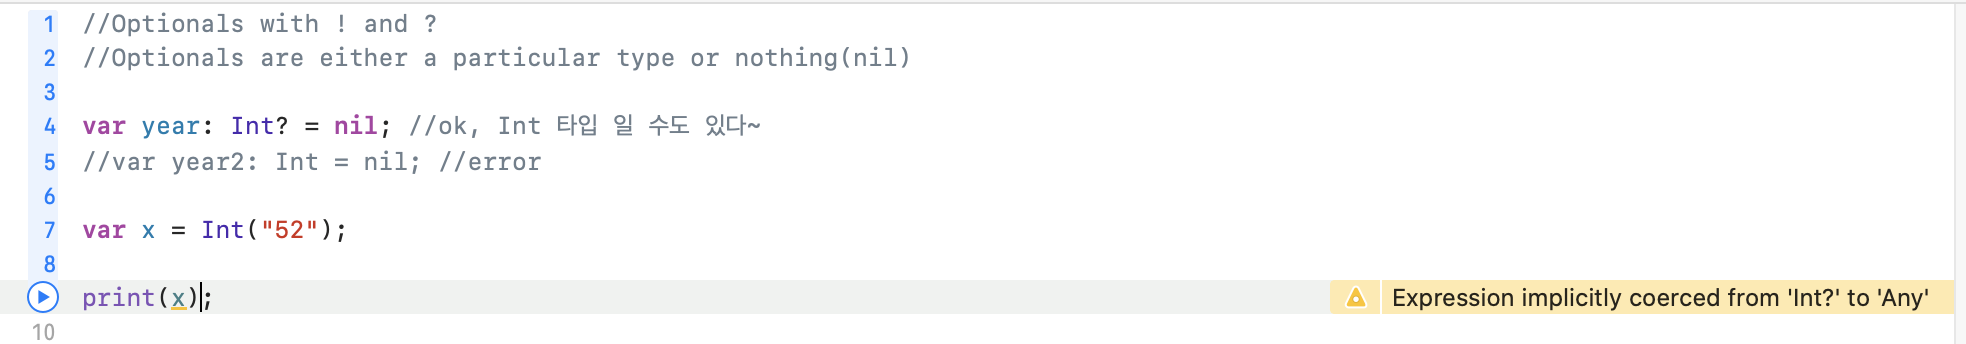 1 //Optionals with ! and ?
2 //Optionals are either a particular type or nothing(nil)
3
4 var year: Int? = nil; //ok, Int 타입 일 수도 있다~
5 //var year2: Int = nil; //error
6
7 var x = Int("52");
8
print(x); Expression implicitly coerced from 'Int?' to 'Any'
10